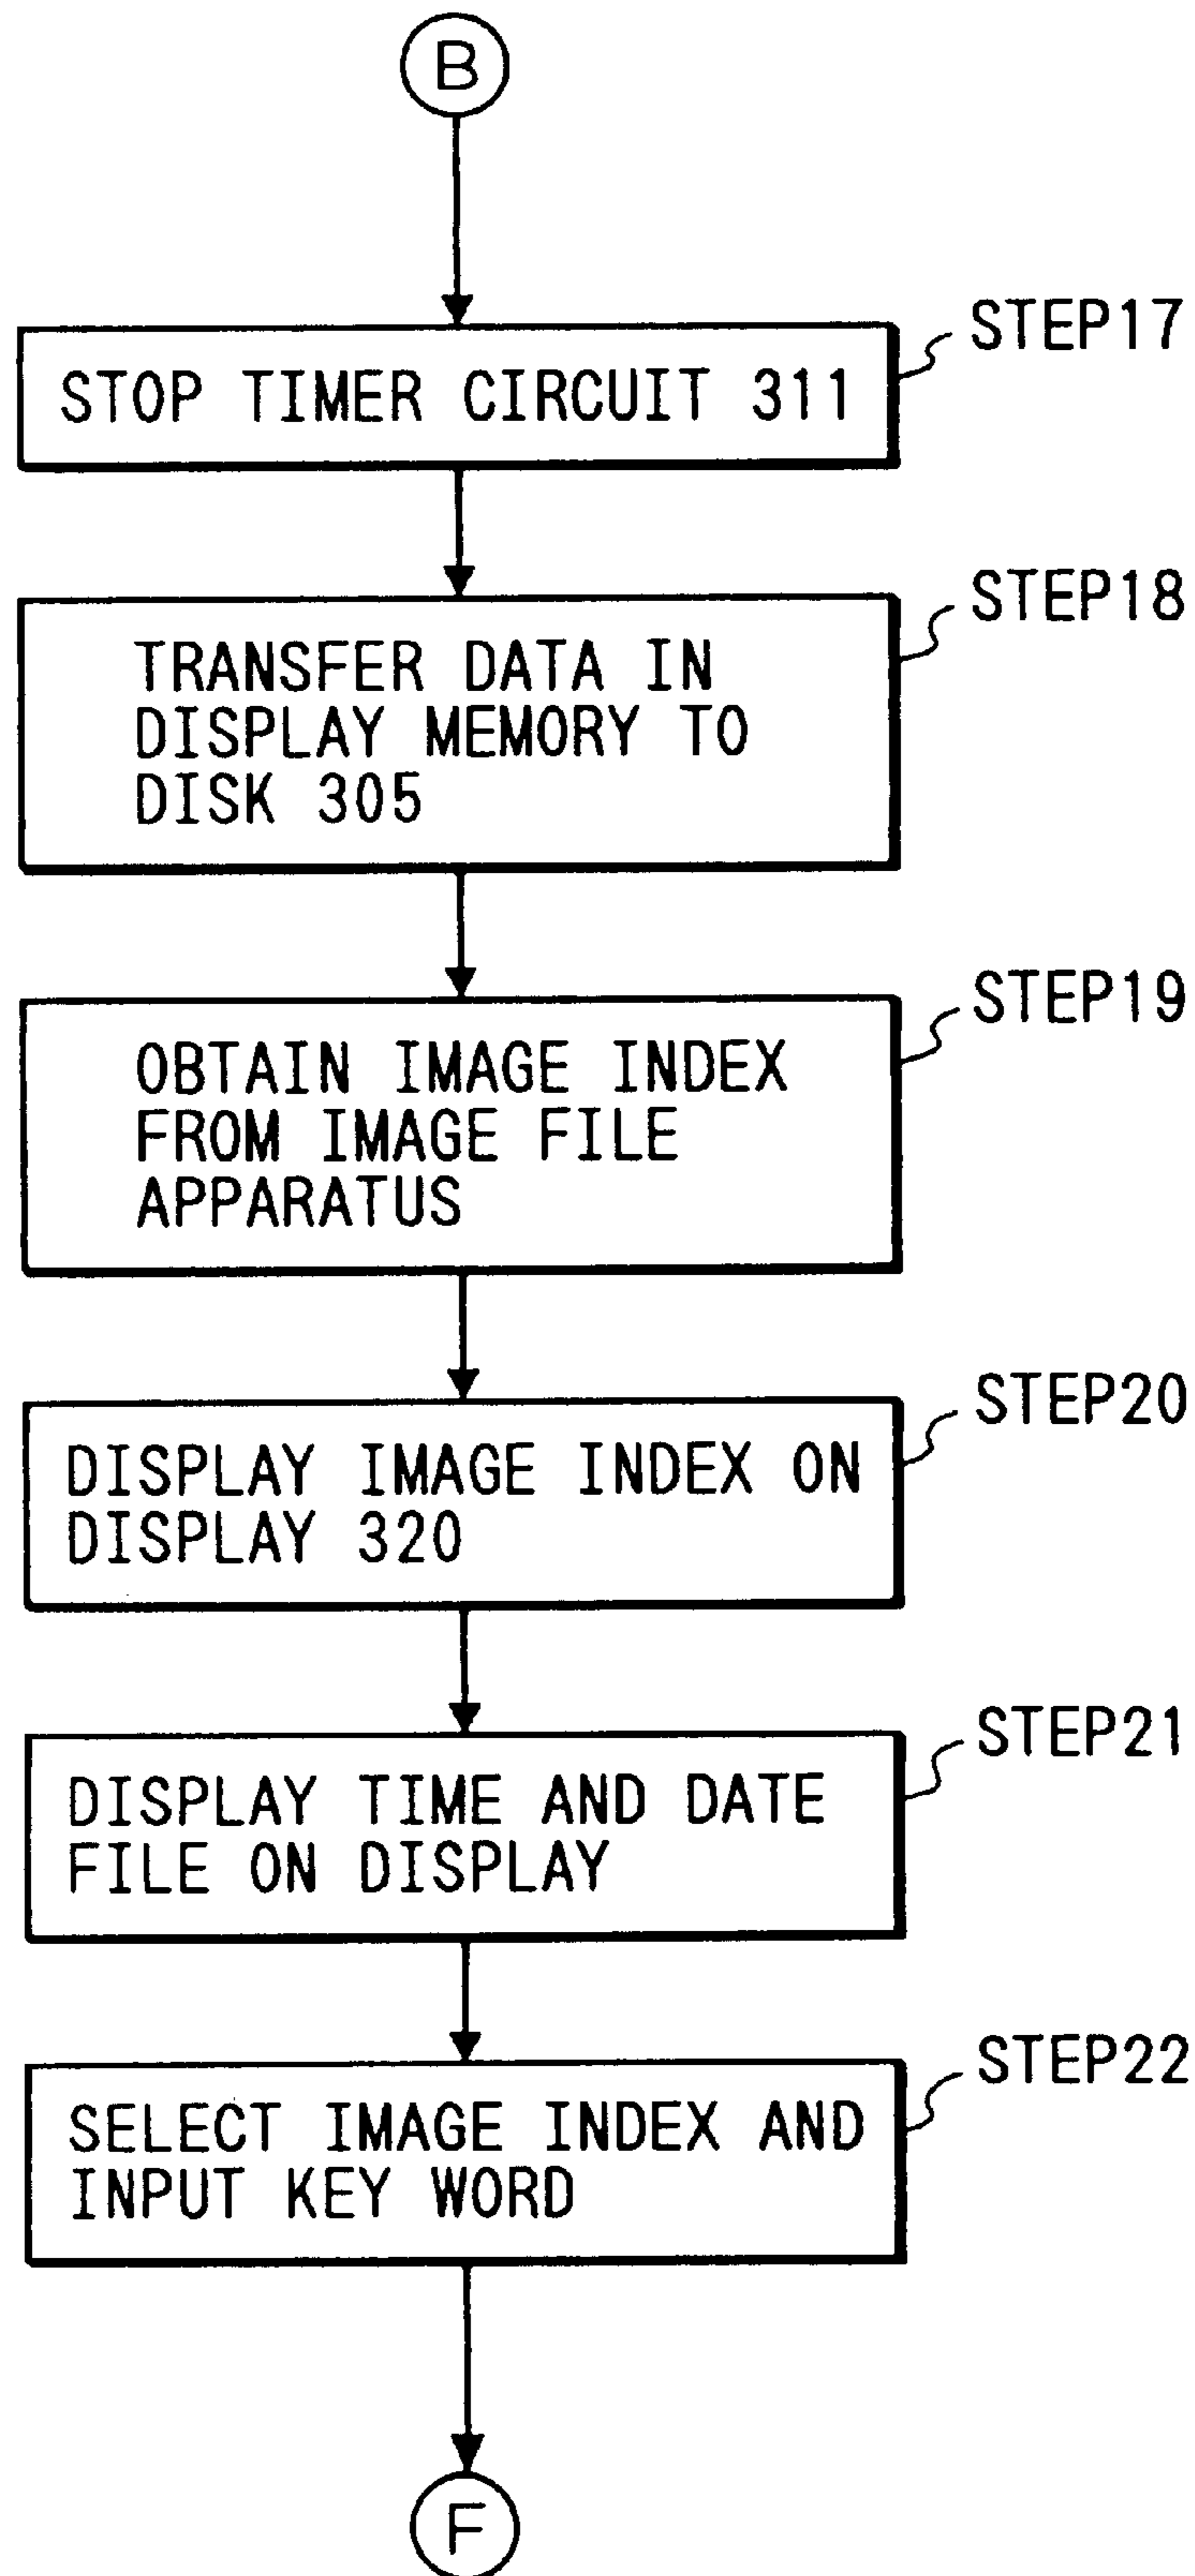 B
STEP17
STOP TIMER CIRCUIT 311
STEP18
TRANSFER DATA IN
DISPLAY MEMORY TO
DISK 305
STEP19
OBTAIN IMAGE INDEX
FROM IMAGE FILE
APPARATUS
STEP20
DISPLAY IMAGE INDEX ON
DISPLAY 320
STEP21
DISPLAY TIME AND DATE
FILE ON DISPLAY
STEP22
SELECT IMAGE INDEX AND
INPUT KEY WORD
F